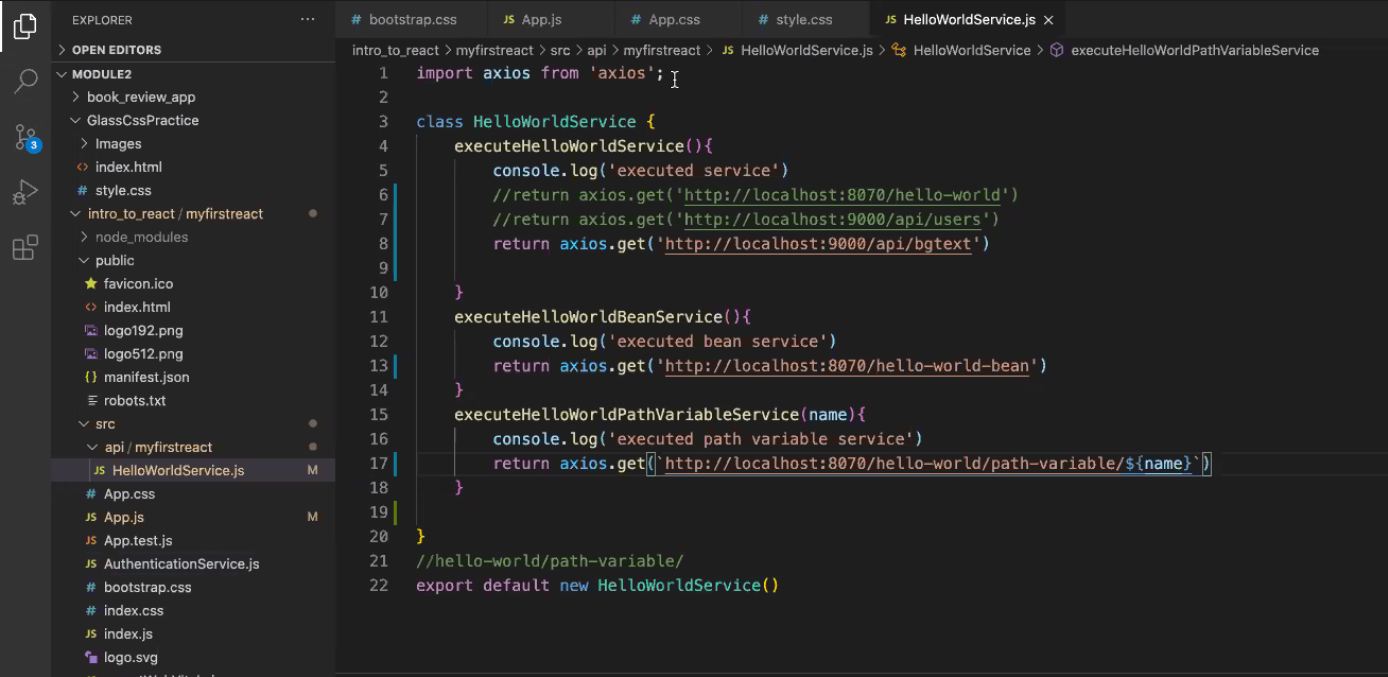 EXPLORER ···
OPEN EDITORS
MODULE2
book_review_app
GlassCssPractice
Images
index.html
style.css
intro_to_react / myfirstreact
node_modules
public
favicon.ico
index.html
logo192.png
logo512.png
manifest.json
robots.txt
src
api / myfirstreact
JS HelloWorldService.js M
# App.css
JS App.js M
JS App.test.js
JS AuthenticationService.js
# bootstrap.css
# index.css
JS index.js
logo.svg
3
# bootstrap.css JS App.js # App.css # style.css JS HelloWorldService.js ×
intro_to_react > myfirstreact > src > api > myfirstreact > JS HelloWorldService.js > HelloWorldService > executeHelloWorldPathVariableService
1 import axios from 'axios';
2
3 class HelloWorldService {
4 executeHelloWorldService(){
5 console.log('executed service')
6 //return axios.get('http://localhost:8070/hello-world')
7 //return axios.get('http://localhost:9000/api/users')
8 return axios.get('http://localhost:9000/api/bgtext')
9
10 }
11 executeHelloWorldBeanService(){
12 console.log('executed bean service')
13 return axios.get('http://localhost:8070/hello-world-bean')
14 }
15 executeHelloWorldPathVariableService(name){
16 console.log('executed path variable service')
17 return axios.get(`http://localhost:8070/hello-world/path-variable/${name}`)
18 }
19
20 }
21 //hello-world/path-variable/
22 export default new HelloWorldService()